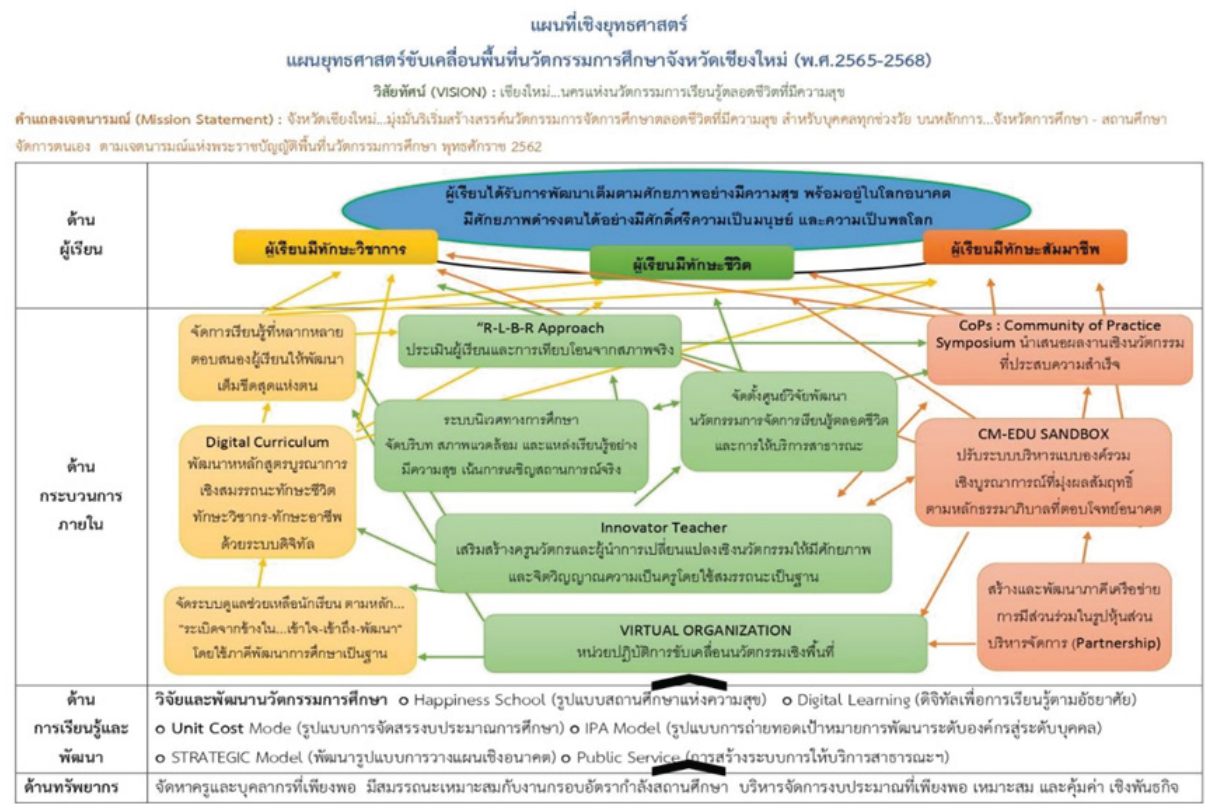 แผนที่เชิงยุทธศาสตร์
แผนยุทธศาสตร์ขับเคลื่อนพื้นที่นวัตกรรมการศึกษาจังหวัดเชียงใหม่ (พ.ศ.2565-2568)
วิสัยทัศน์ (VISION) : เชียงใหม่...นครแห่งนวัตกรรมการเรียนรู้ตลอดชีวิตที่มีความสุข
คำแถลงเจตนารมณ์ (Mission Statement) : จังหวัดเชียงใหม่...มุ่งมั่นริเริ่มสร้างสรรค์นวัตกรรมการจัดการศึกษาตลอดชีวิตที่มีความสุข สำหรับบุคคลทุกช่วงวัย บนหลักการ...จังหวัดการศึกษา - สถานศึกษา
จัดการตนเอง ตามเจตนารมณ์แห่งพระราชบัญญัติพื้นที่นวัตกรรมการศึกษา พุทธศักราช 2562
ด้าน
ผู้เรียน
ผู้เรียนได้รับการพัฒนาเต็มตามศักยภาพอย่างมีความสุข พร้อมอยู่ในโลกอนาคต
มีศักยภาพดำรงตนได้อย่างมีศักดิ์ศรีความเป็นมนุษย์ และความเป็นพลโลก
ผู้เรียนมีทักษะวิชาการ
ผู้เรียนมีทักษะชีวิต
ผู้เรียนมีทักษะสัมมาชีพ
ด้าน
กระบวนการ
ภายใน
จัดการเรียนรู้ที่หลากหลาย
ตอบสนองผู้เรียนให้พัฒนา
เต็มขีดสุดแห่งตน
"R-L-B-R Approach
ประเมินผู้เรียนและการเทียบโอนจากสภาพจริง
CoPs : Community of Practice
Symposium นำเสนอผลงานเชิงนวัตกรรม
ที่ประสบความสำเร็จ
จัดตั้งศูนย์วิจัยพัฒนา
นวัตกรรมการจัดการเรียนรู้ตลอดชีวิต
และการให้บริการสาธารณะ
ระบบนิเวศทางการศึกษา
จัดบริบท สภาพแวดล้อม และแหล่งเรียนรู้อย่าง
มีความสุข เน้นการเผชิญสถานการณ์จริง
Digital Curriculum
พัฒนาหหลักสูตรบูรณาการ
เชิงสมรรถนะทักษะชีวิต
ทักษะวิชากร-ทักษะอาชีพ
ด้วยระบบดิจิทัล
CM-EDU SANDBOX
ปรับระบบบริหารแบบองค์รวม
เชิงบูรณาการณ์ที่มุ่งผลสัมฤทธิ์
ตามหลักธรรมาภิบาลที่ตอบโจทย์อนาคต
Innovator Teacher
เสริมสร้างครูนวัตกรและผู้นำการเปลี่ยนแปลงเชิงนวัตกรรมให้มีศักยภาพ
และจิตวิญญาณความเป็นครูโดยใช้สมรรถนะเป็นฐาน
จัดระบบดูแลช่วยเหลือนักเรียน ตามหลัก...
"ระเบิดจากข้างใน...เข้าใจ-เข้าถึง-พัฒนา"
โดยใช้ภาคีพัฒนาการศึกษาเป็นฐาน
VIRTUAL ORGANIZATION
หน่วยปฏิบัติการขับเคลื่อนนวัตกรรมเชิงพื้นที่
สร้างและพัฒนาภาคีเครือข่าย
การมีส่วนร่วมในรูปหุ้นส่วน
บริหารจัดการ (Partnership)
ด้าน
การเรียนรู้และ
พัฒนา
วิจัยและพัฒนานวัตกรรมการศึกษา o Happiness School (รูปแบบสถานศึกษาแห่งความสุข) o Digital Learning (ดิจิทัลเพื่อการเรียนรู้ตามอัธยาศัย)
o Unit Cost Mode (รูปแบบการจัดสรรงบประมาณการศึกษา) o IPA Model (รูปแบบการถ่ายทอดเป้าหมายการพัฒนาระดับองค์กรสู่ระดับบุคคล)
o STRATEGIC Model (พัฒนารูปแบบการวางแผนเชิงอนาคต) o Public Service (การสร้างระบบการให้บริการสาธารณะฯ)
ด้านทรัพยากร
จัดหาครูและบุคลากรที่เพียงพอ มีสมรรถนะเหมาะสมกับงานกรอบอัตรากำลังสถานศึกษา บริหารจัดการงบประมาณที่เพียงพอ เหมาะสม และคุ้มค่า เชิงพันธกิจ